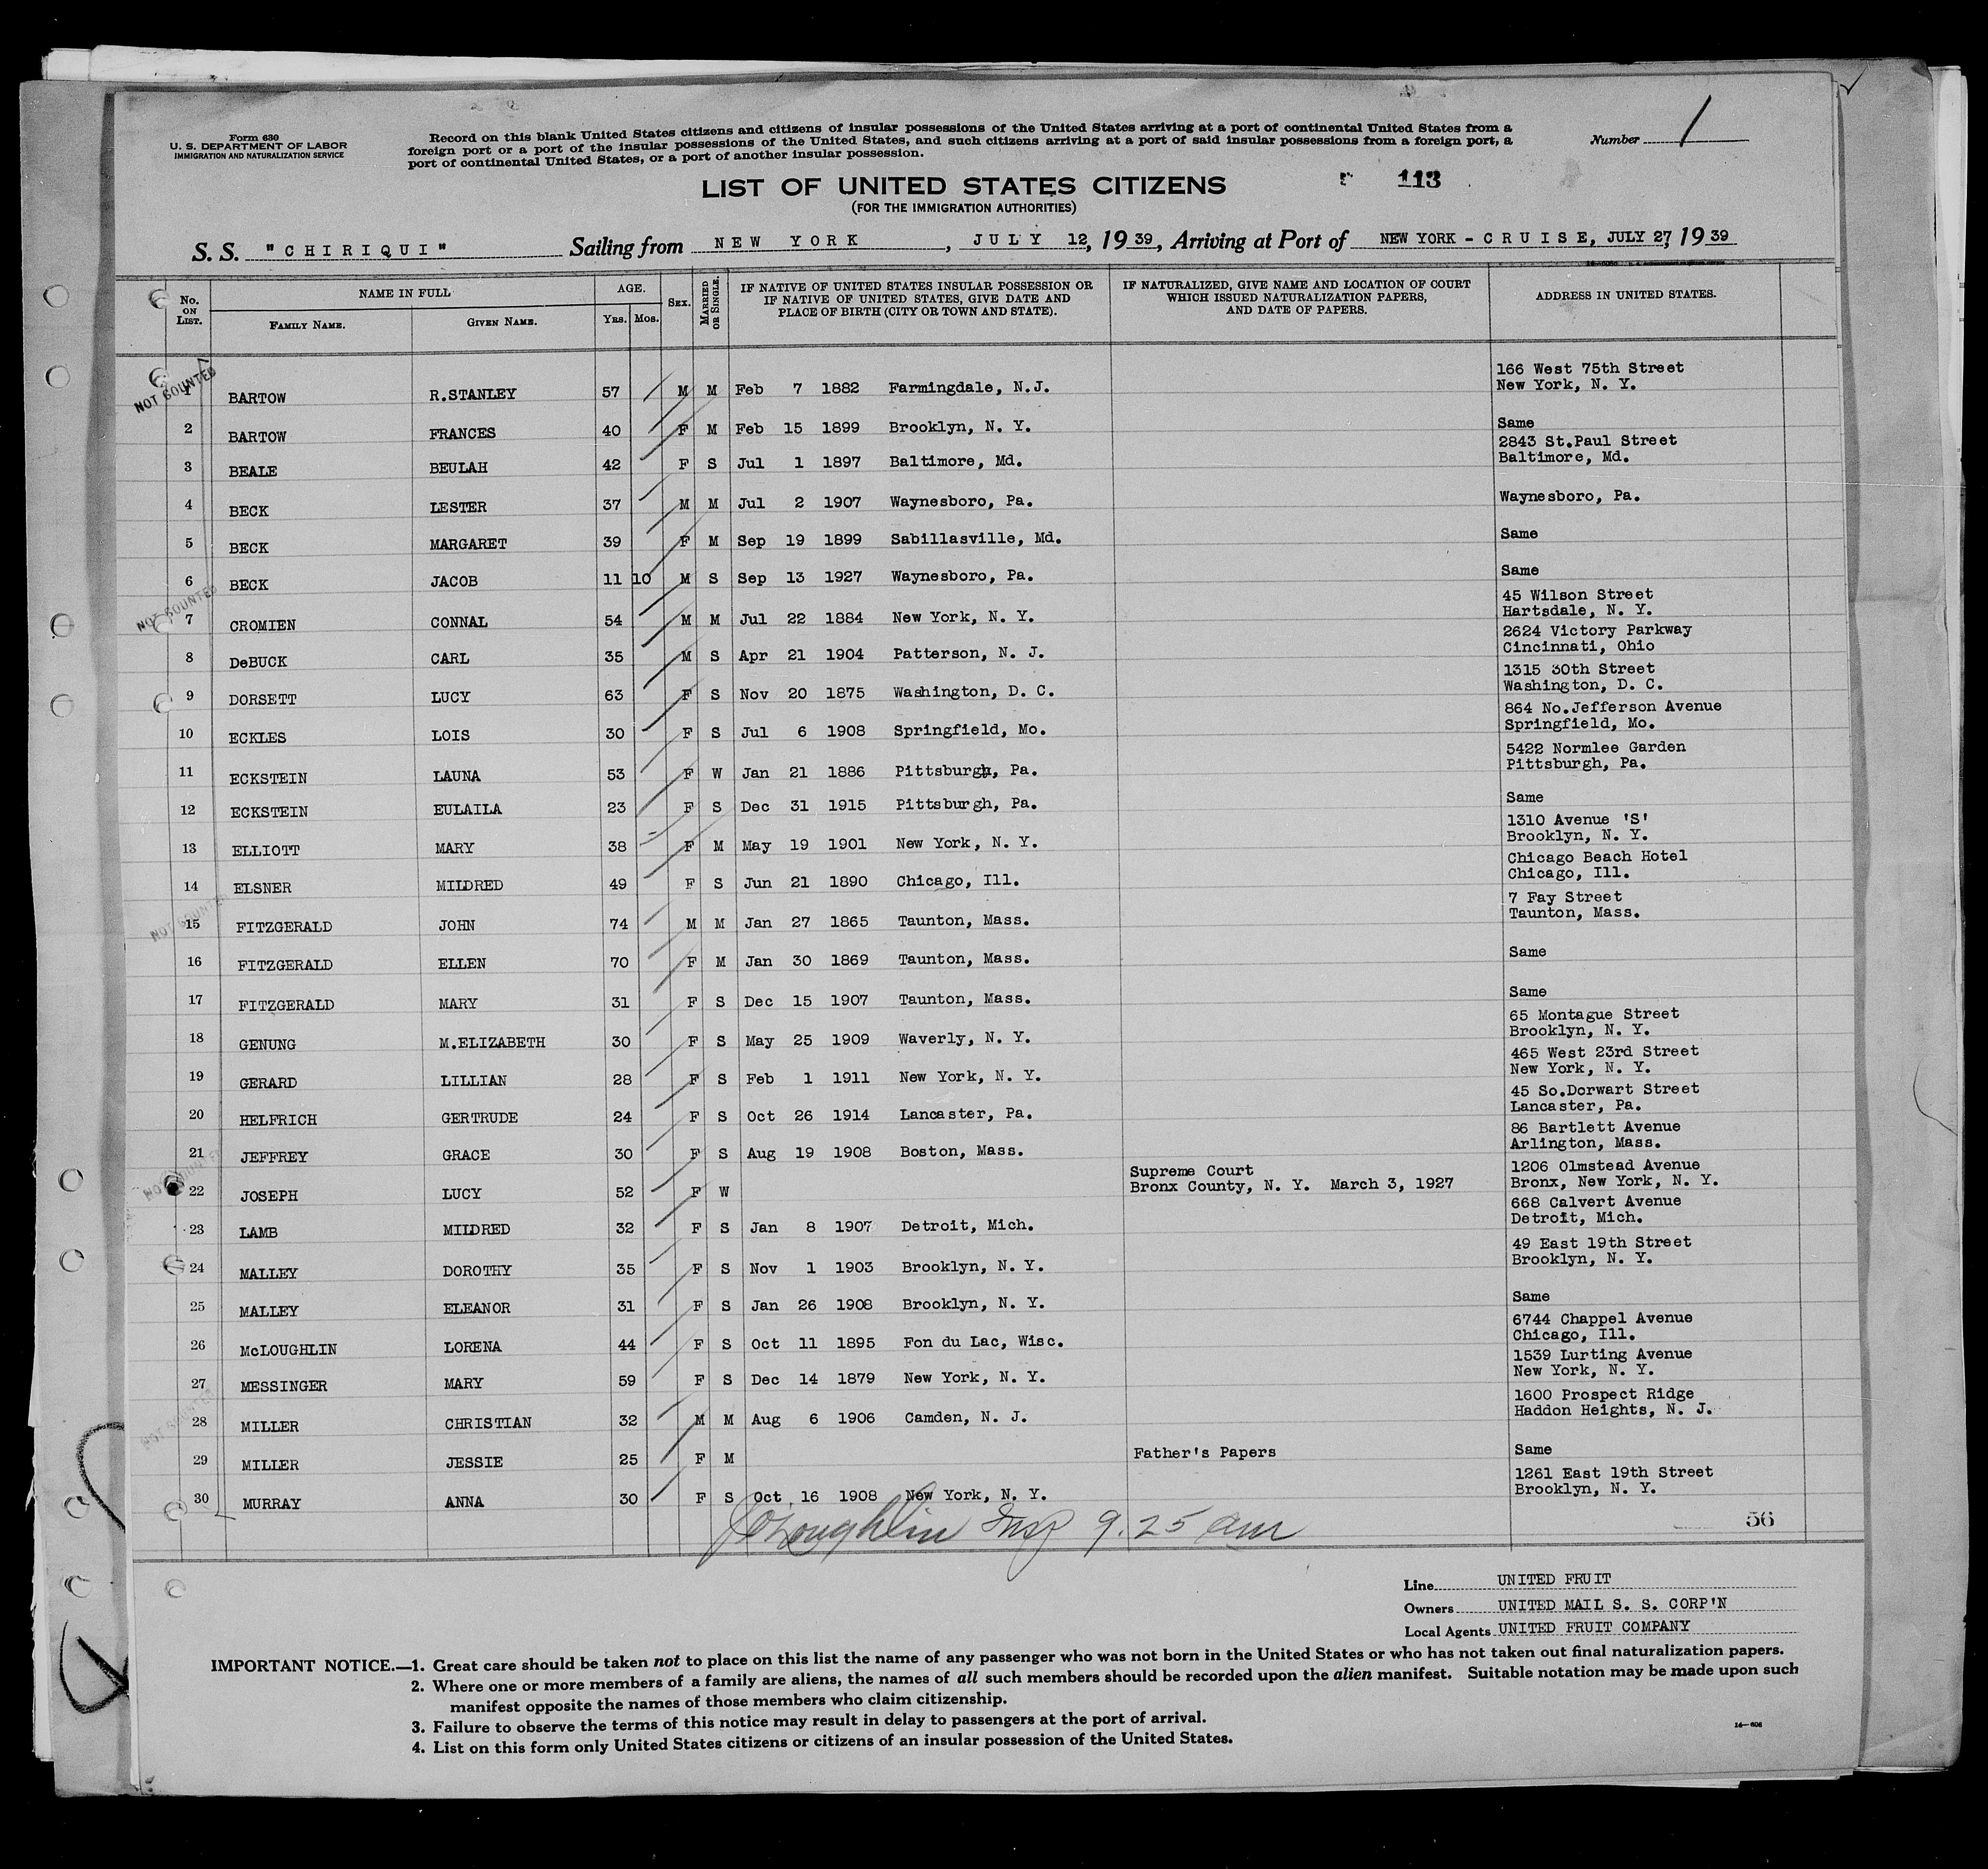 Form 630
U. S. DEPARTMENT OF LABOR
IMMIGRATION AND NATURALIZATION SERVICE
Record on this blank United States citizens and citizens of insular possessions of the United States arriving at a port of continental United States from a
foreign port or a port of the insular possessions of the United States, and such citizens arriving at a port of said insular possessions from a foreign port, a
port of continental United States, or a port of another insular possession.
Number 1
LIST OF UNITED STATES CITIZENS
113
(FOR THE IMMIGRATION AUTHORITIES)
S. S. "CHIRIQUI" Sailing from NEW YORK, JULY 12, 1939, Arriving at Port of NEW YORK - CRUISE, JULY 27, 1939
No. ON LIST. NAME IN FULL FAMILY NAME. GIVEN NAME. AGE. YRS. MOS. SEX. MARRIED OR SINGLE. IF NATIVE OF UNITED STATES INSULAR POSSESSION OR IF NATIVE OF UNITED STATES, GIVE DATE AND PLACE OF BIRTH (CITY OR TOWN AND STATE). IF NATURALIZED, GIVE NAME AND LOCATION OF COURT WHICH ISSUED NATURALIZATION PAPERS, AND DATE OF PAPERS. ADDRESS IN UNITED STATES.
NOT COUNTED
1 BARTOW R.STANLEY 57 M M Feb 7 1882 Farmingdale, N.J. 166 West 75th Street New York, N. Y.
2 BARTOW FRANCES 40 F M Feb 15 1899 Brooklyn, N. Y. Same
3 BEALE BEULAH 42 F S Jul 1 1897 Baltimore, Md. 2843 St.Paul Street Baltimore, Md.
4 BECK LESTER 37 M M Jul 2 1907 Waynesboro, Pa. Waynesboro, Pa.
5 BECK MARGARET 39 F M Sep 19 1899 Sabillasville, Md. Same
6 BECK JACOB 11 10 M S Sep 13 1927 Waynesboro, Pa. Same
NOT COUNTED
7 CROMIEN CONNAL 54 M M Jul 22 1884 New York, N. Y. 45 Wilson Street Hartsdale, N. Y.
8 DeBUCK CARL 35 M S Apr 21 1904 Patterson, N. J. 2624 Victory Parkway Cincinnati, Ohio
9 DORSETT LUCY 63 F S Nov 20 1875 Washington, D. C. 1315 30th Street Washington, D. C.
10 ECKLES LOIS 30 F S Jul 6 1908 Springfield, Mo. 864 No.Jefferson Avenue Springfield, Mo.
11 ECKSTEIN LAUNA 53 F W Jan 21 1886 Pittsburgh, Pa. 5422 Normlee Garden Pittsburgh, Pa.
12 ECKSTEIN EULAILA 23 F S Dec 31 1915 Pittsburgh, Pa. Same
13 ELLIOTT MARY 38 F M May 19 1901 New York, N. Y. 1310 Avenue 'S' Brooklyn, N. Y.
14 ELSNER MILDRED 49 F S Jun 21 1890 Chicago, Ill. Chicago Beach Hotel Chicago, Ill.
NOT COUNTED
15 FITZGERALD JOHN 74 M M Jan 27 1865 Taunton, Mass. 7 Fay Street Taunton, Mass.
16 FITZGERALD ELLEN 70 F M Jan 30 1869 Taunton, Mass. Same
17 FITZGERALD MARY 31 F S Dec 15 1907 Taunton, Mass. Same
18 GENUNG M.ELIZABETH 30 F S May 25 1909 Waverly, N. Y. 65 Montague Street Brooklyn, N. Y.
19 GERARD LILLIAN 28 F S Feb 1 1911 New York, N. Y. 465 West 23rd Street New York, N. Y.
20 HELFRICH GERTRUDE 24 F S Oct 26 1914 Lancaster, Pa. 45 So.Dorwart Street Lancaster, Pa.
21 JEFFREY GRACE 30 F S Aug 19 1908 Boston, Mass. 86 Bartlett Avenue Arlington, Mass.
NOT COUNTED
22 JOSEPH LUCY 52 F W Supreme Court Bronx County, N. Y. March 3, 1927 1206 Olmstead Avenue Bronx, New York, N. Y.
23 LAMB MILDRED 32 F S Jan 8 1907 Detroit, Mich. 668 Calvert Avenue Detroit, Mich.
24 MALLEY DOROTHY 35 F S Nov 1 1903 Brooklyn, N. Y. 49 East 19th Street Brooklyn, N. Y.
25 MALLEY ELEANOR 31 F S Jan 26 1908 Brooklyn, N. Y. Same
26 McLOUGHLIN LORENA 44 F S Oct 11 1895 Fon du Lac, Wisc. 6744 Chappel Avenue Chicago, Ill.
27 MESSINGER MARY 59 F S Dec 14 1879 New York, N. Y. 1539 Lurting Avenue New York, N. Y.
NOT COUNTED
28 MILLER CHRISTIAN 32 M M Aug 6 1906 Camden, N. J. 1600 Prospect Ridge Haddon Heights, N. J.
29 MILLER JESSIE 25 F M Father's Papers Same
30 MURRAY ANNA 30 F S Oct 16 1908 New York, N. Y. 1261 East 19th Street Brooklyn, N. Y.
O'Loughlin Insp 9.25 am
56
Line UNITED FRUIT
Owners UNITED MAIL S. S. CORP'N
Local Agents UNITED FRUIT COMPANY
IMPORTANT NOTICE.—1. Great care should be taken not to place on this list the name of any passenger who was not born in the United States or who has not taken out final naturalization papers.
2. Where one or more members of a family are aliens, the names of all such members should be recorded upon the alien manifest. Suitable notation may be made upon such
manifest opposite the names of those members who claim citizenship.
3. Failure to observe the terms of this notice may result in delay to passengers at the port of arrival.
4. List on this form only United States citizens or citizens of an insular possession of the United States.
14—606